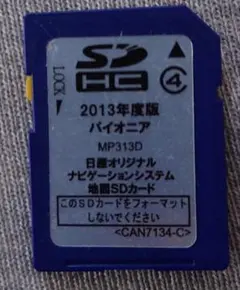 SD
HC
4
LOCK
2013年度版
パイオニア
MP313D
日産オリジナル
ナビゲーションシステム
地図SDカード
このSDカードをフォーマット
しないでください
<CAN7134-C>